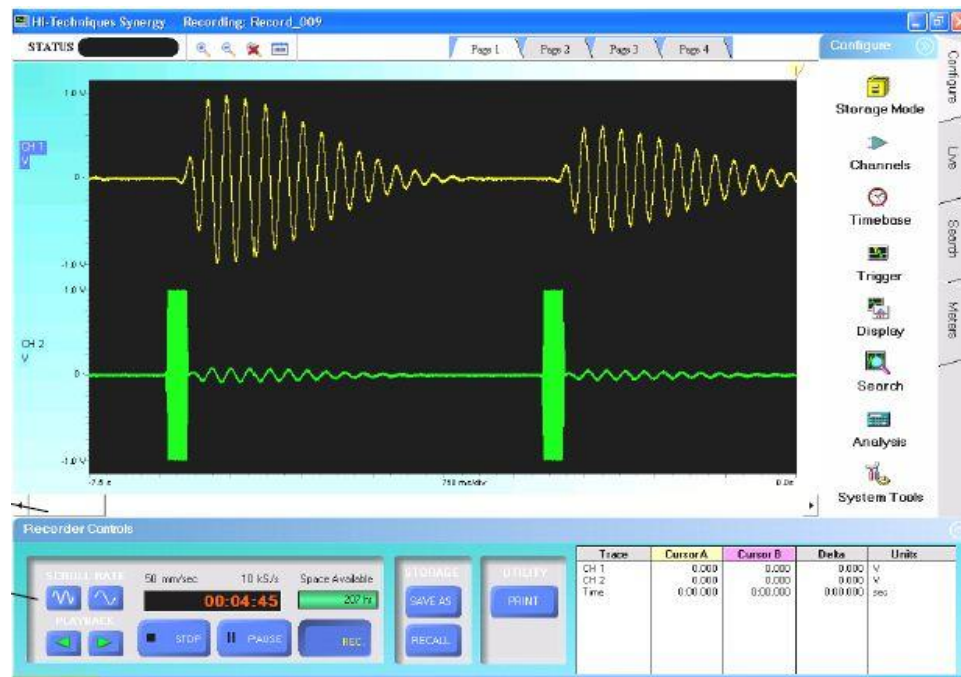 Hi-Techniques Synergy Recording: Record_009
STATUS
Page 1 Page 2 Page 3 Page 4
Configure
1.0 V
CH 1
V
0
-1.0 V
1.0 V
CH 2
V
0
-1.0 V
-7.5 s 750 ms/div 0.0s
Storage Mode
Channels
Timebase
Trigger
Display
Search
Analysis
System Tools
Configure
Live
Search
Meters
Recorder Controls
SCROLL RATE
50 mm/sec 10 kS/s Space Available
00:04:45 207 hr
PLAYBACK
STOP PAUSE REC
STORAGE
SAVE AS
RECALL
UTILITY
PRINT
Trace Cursor A Cursor B Delta Units
CH 1 0.000 0.000 0.000 V
CH 2 0.000 0.000 0.000 V
Time 0:00.000 0:00.000 0:00.000 sec